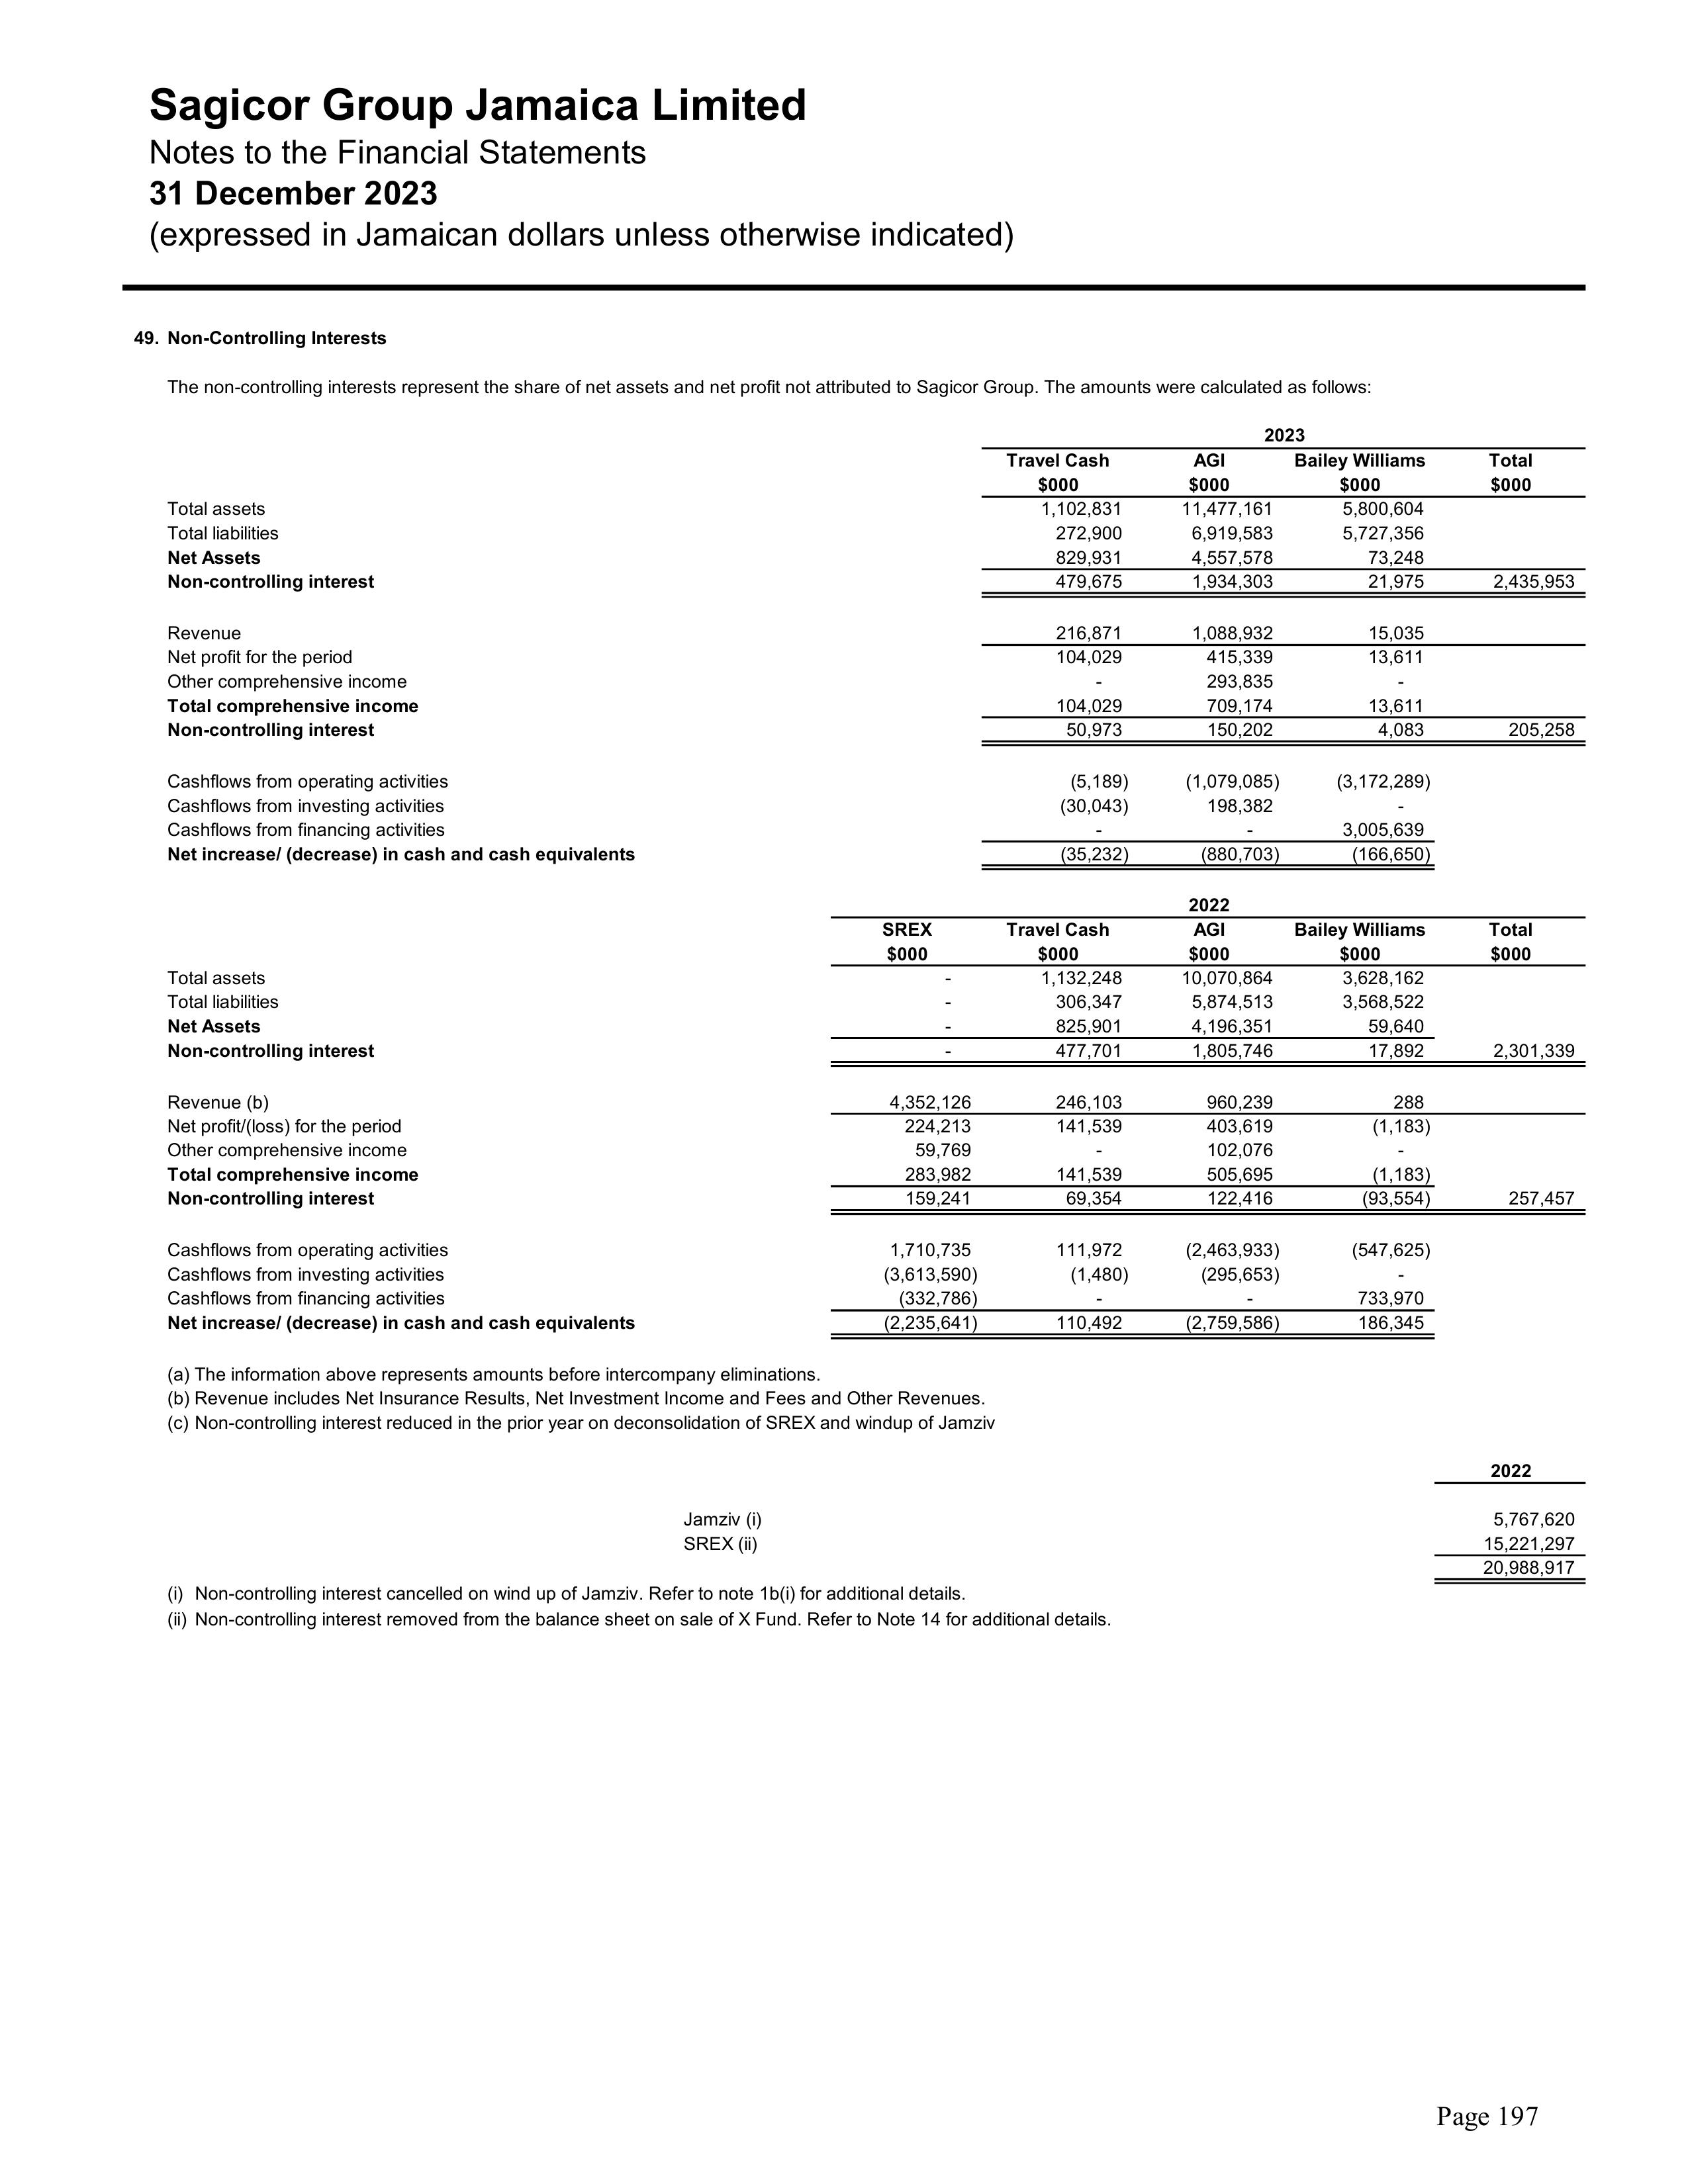 Sagicor Group Jamaica Limited
Notes to the Financial Statements
31 December 2023
(expressed in Jamaican dollars unless otherwise indicated)
49. Non-Controlling Interests
The non-controlling interests represent the share of net assets and net profit not attributed to Sagicor Group. The amounts were calculated as follows:
2023
Travel Cash AGI Bailey Williams Total
$000 $000 $000 $000
Total assets 1,102,831 11,477,161 5,800,604
Total liabilities 272,900 6,919,583 5,727,356
Net Assets 829,931 4,557,578 73,248
Non-controlling interest 479,675 1,934,303 21,975 2,435,953
Revenue 216,871 1,088,932 15,035
Net profit for the period 104,029 415,339 13,611
Other comprehensive income - 293,835 -
Total comprehensive income 104,029 709,174 13,611
Non-controlling interest 50,973 150,202 4,083 205,258
Cashflows from operating activities (5,189) (1,079,085) (3,172,289)
Cashflows from investing activities (30,043) 198,382 -
Cashflows from financing activities - - 3,005,639
Net increase/ (decrease) in cash and cash equivalents (35,232) (880,703) (166,650)
2022
SREX Travel Cash AGI Bailey Williams Total
$000 $000 $000 $000 $000
Total assets - 1,132,248 10,070,864 3,628,162
Total liabilities - 306,347 5,874,513 3,568,522
Net Assets - 825,901 4,196,351 59,640
Non-controlling interest - 477,701 1,805,746 17,892 2,301,339
Revenue (b) 4,352,126 246,103 960,239 288
Net profit/(loss) for the period 224,213 141,539 403,619 (1,183)
Other comprehensive income 59,769 - 102,076 -
Total comprehensive income 283,982 141,539 505,695 (1,183)
Non-controlling interest 159,241 69,354 122,416 (93,554) 257,457
Cashflows from operating activities 1,710,735 111,972 (2,463,933) (547,625)
Cashflows from investing activities (3,613,590) (1,480) (295,653) -
Cashflows from financing activities (332,786) - - 733,970
Net increase/ (decrease) in cash and cash equivalents (2,235,641) 110,492 (2,759,586) 186,345
(a) The information above represents amounts before intercompany eliminations.
(b) Revenue includes Net Insurance Results, Net Investment Income and Fees and Other Revenues.
(c) Non-controlling interest reduced in the prior year on deconsolidation of SREX and windup of Jamziv
2022
Jamziv (i) 5,767,620
SREX (ii) 15,221,297
20,988,917
(i) Non-controlling interest cancelled on wind up of Jamziv. Refer to note 1b(i) for additional details.
(ii) Non-controlling interest removed from the balance sheet on sale of X Fund. Refer to Note 14 for additional details.
Page 197